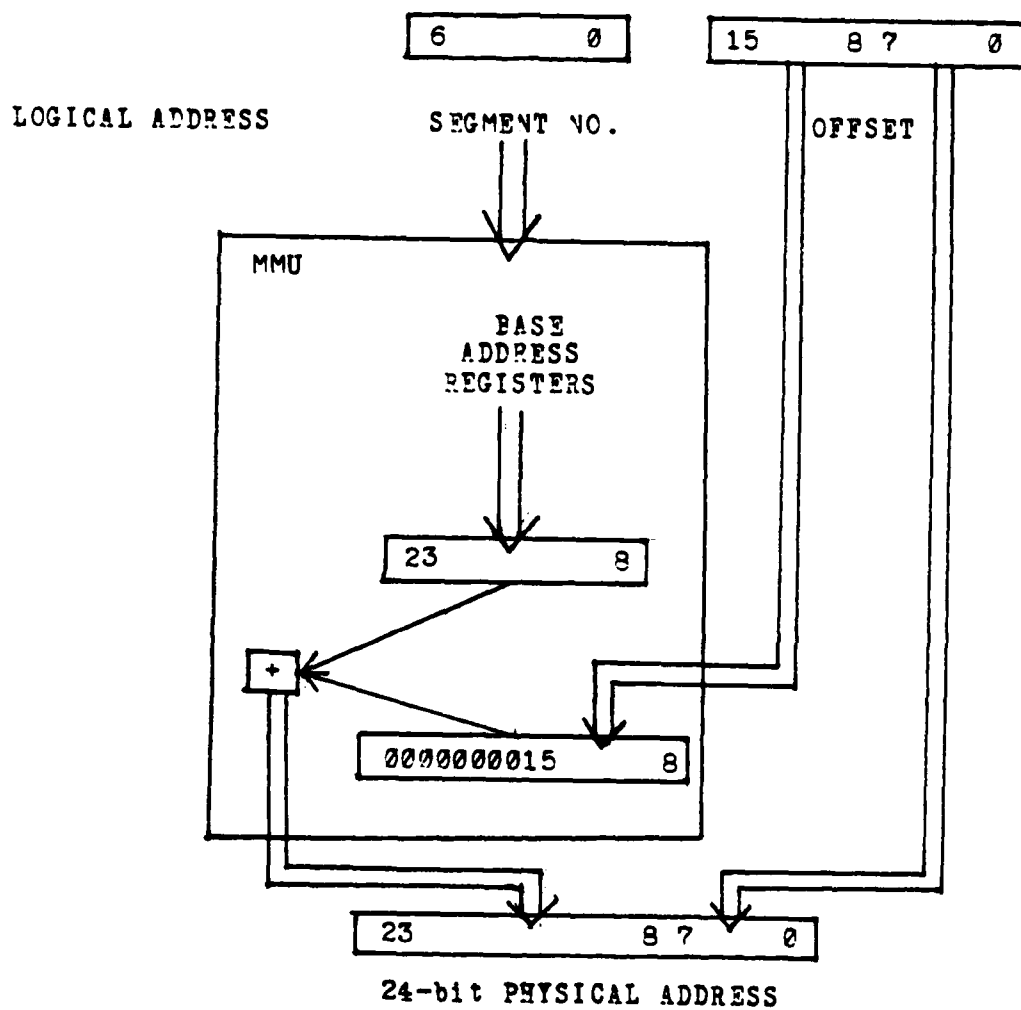 6 0 15 8 7 0
LOGICAL ADDRESS SEGMENT NO. OFFSET
MMU
BASE
ADDRESS
REGISTERS
23 8
+
0000000015 8
23 8 7 0
24-bit PHYSICAL ADDRESS